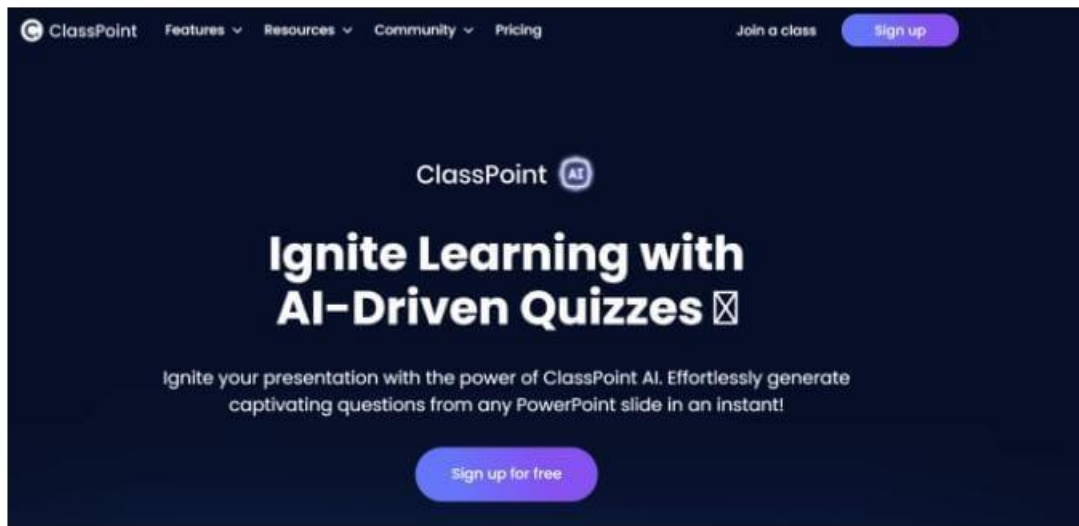 ClassPoint Features Resources Community Pricing Join a class Sign up
ClassPoint AI
Ignite Learning with
AI-Driven Quizzes
Ignite your presentation with the power of ClassPoint AI. Effortlessly generate
captivating questions from any PowerPoint slide in an instant!
Sign up for free